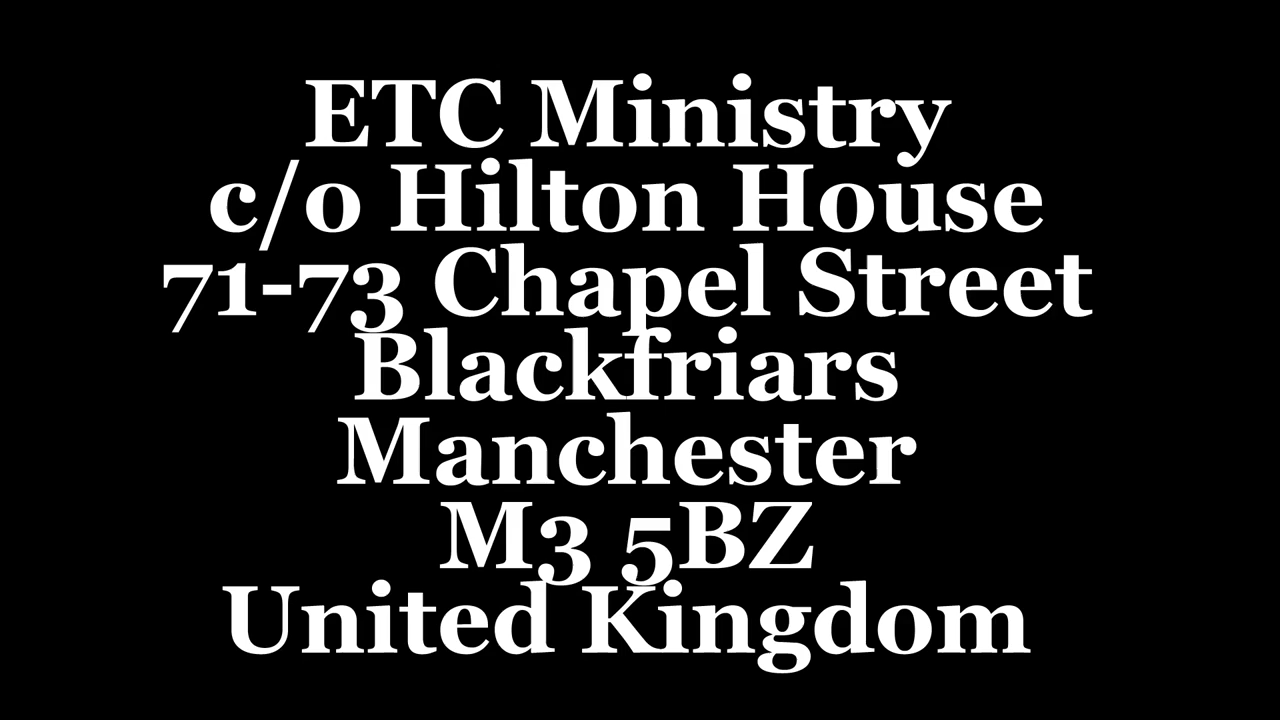 ETC Ministry
c/o Hilton House
71-73 Chapel Street
Blackfriars
Manchester
M3 5BZ
United Kingdom